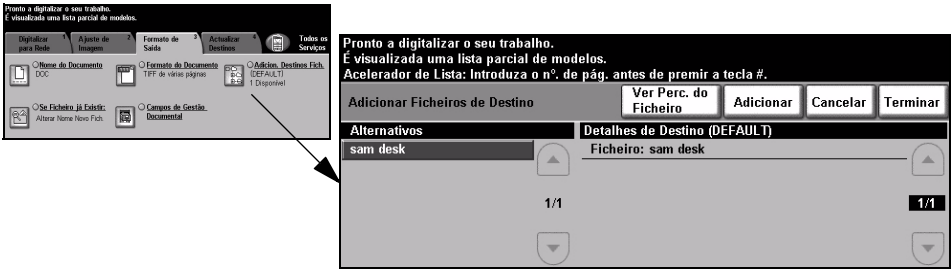 Pronto a digitalizar o seu trabalho.
É visualizada uma lista parcial de modelos.
Digitalizar para Rede 1
Ajuste de Imagem 2
Formato de Saída 3
Actualizar Destinos 4
Todos os Serviços
Nome do Documento
DOC
Formato do Documento
TIFF de várias páginas
Adicion. Destinos Fich.
(DEFAULT)
1 Disponível
Se Ficheiro já Existir:
Alterar Nome Novo Fich.
Campos de Gestão
Documental
Pronto a digitalizar o seu trabalho.
É visualizada uma lista parcial de modelos.
Acelerador de Lista: Introduza o nº. de pág. antes de premir a tecla #.
Adicionar Ficheiros de Destino
Ver Perc. do
Ficheiro
Adicionar
Cancelar
Terminar
Alternativos
Detalhes de Destino (DEFAULT)
sam desk
Ficheiro: sam desk
1/1
1/1